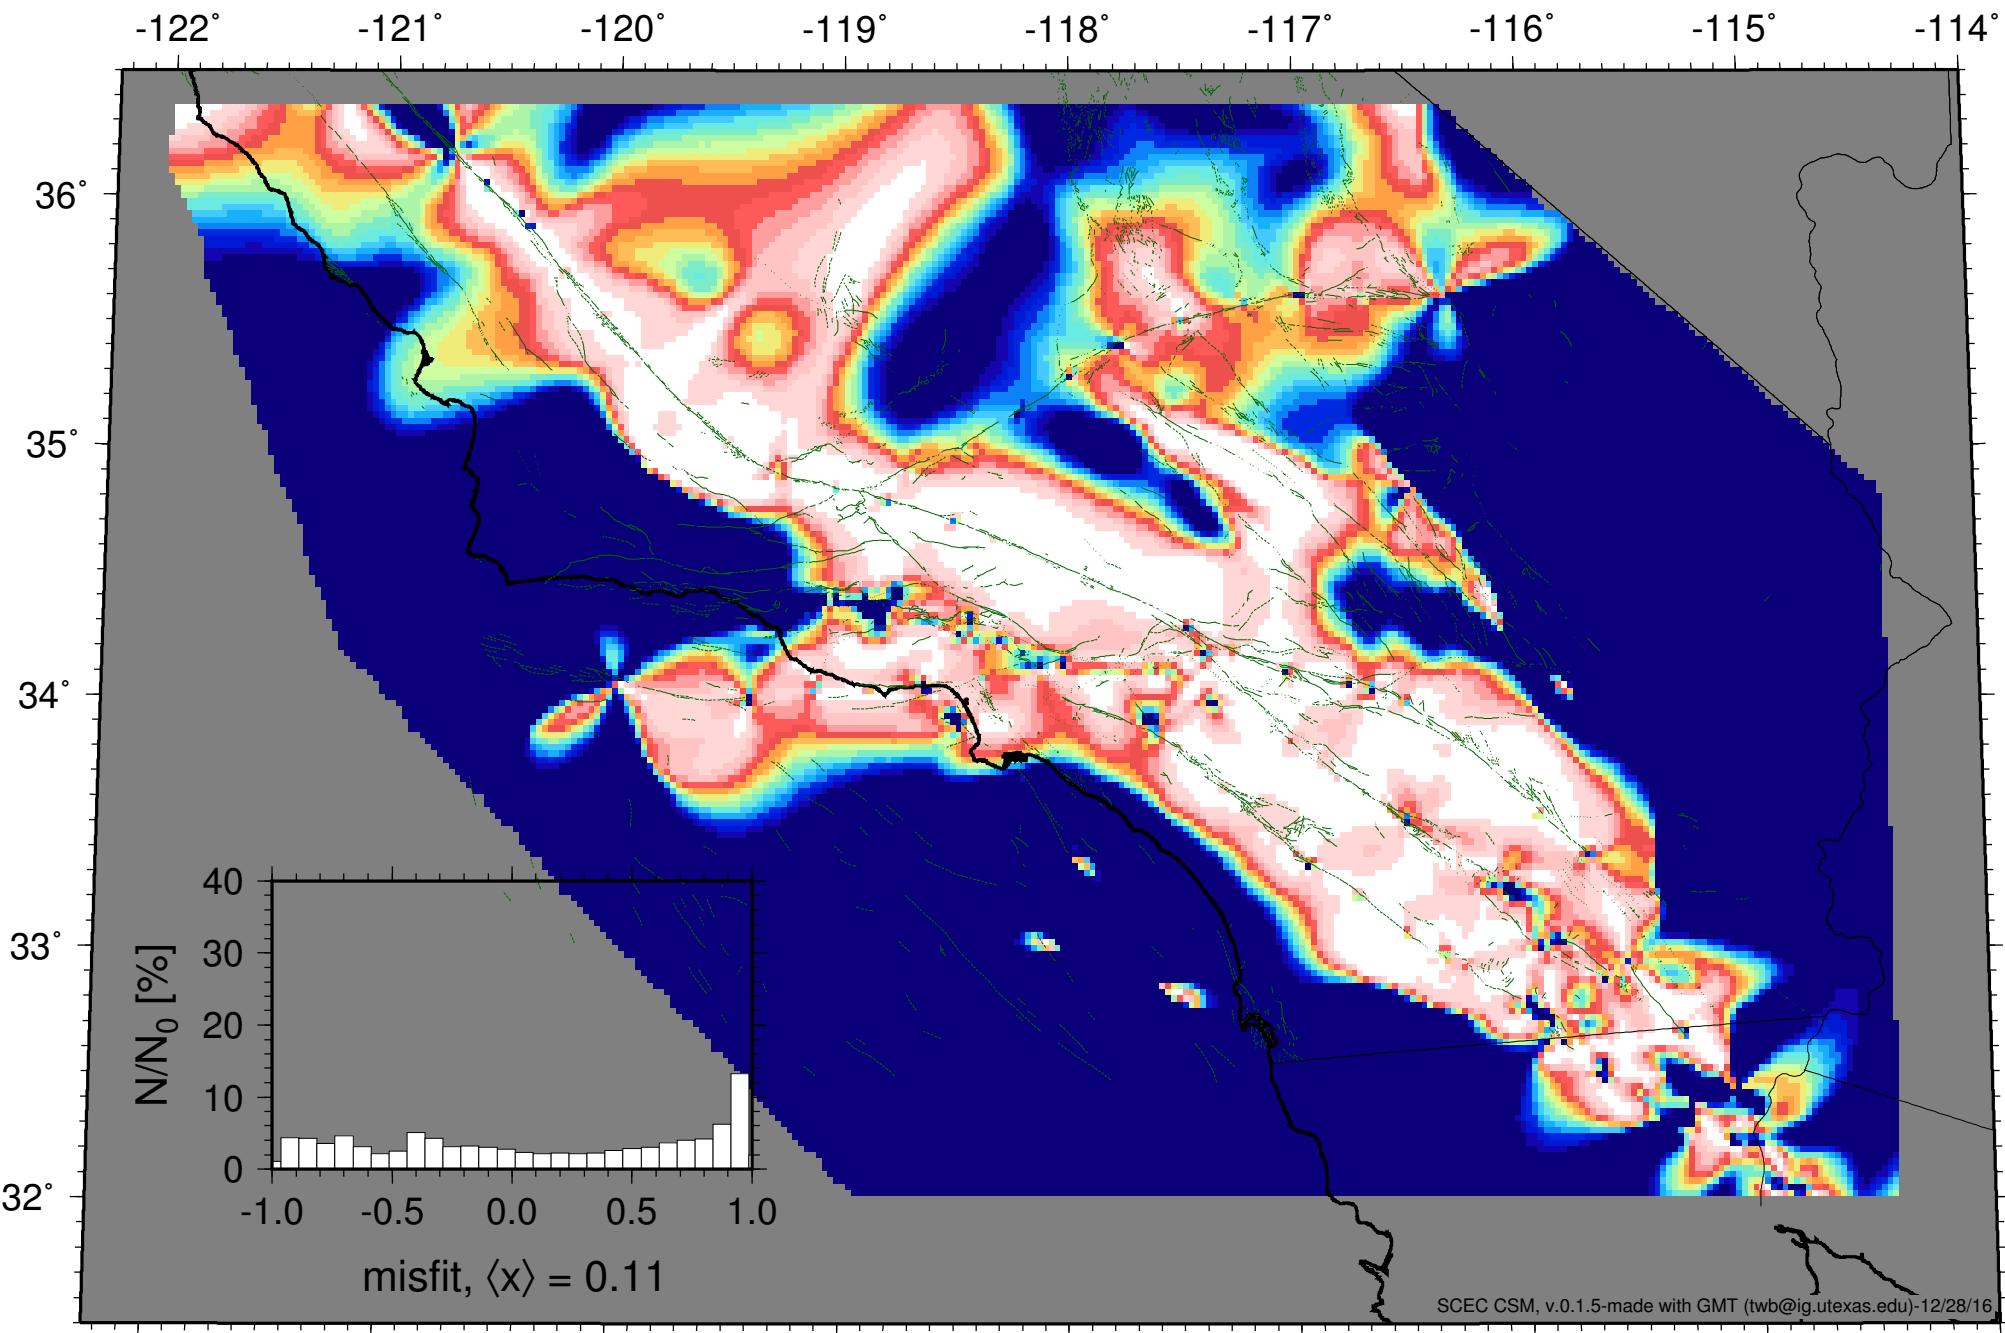 -122˚ -121˚ -120˚ -119˚ -118˚ -117˚ -116˚ -115˚ -114˚
36˚
35˚
34˚
33˚
32˚
40
30
20
10
0
N/N0 [%]
-1.0 -0.5 0.0 0.5 1.0
misfit, ⟨x⟩ = 0.11
SCEC CSM, v.0.1.5-made with GMT (twb@ig.utexas.edu)-12/28/16